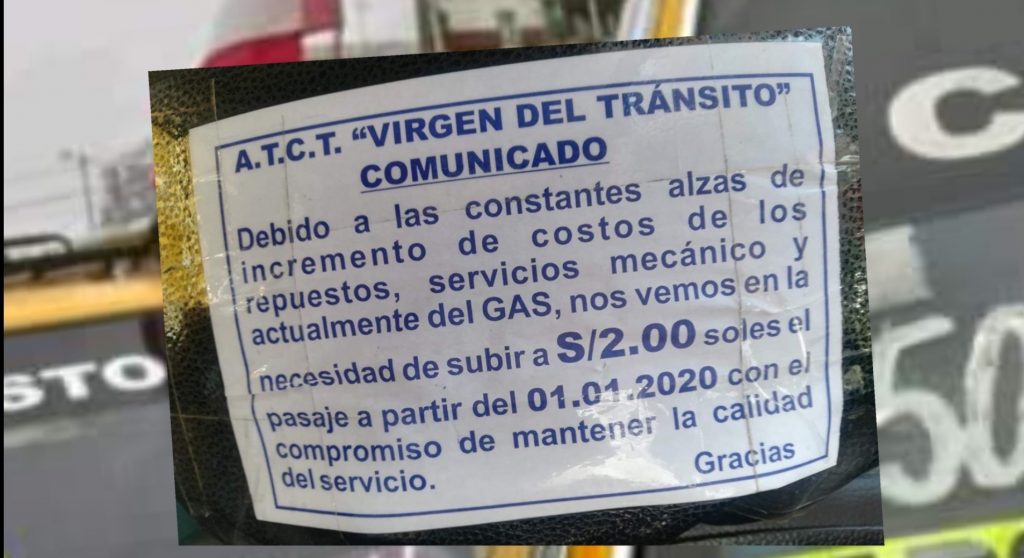 A.T.C.T. “VIRGEN DEL TRÁNSITO”
COMUNICADO
Debido a las constantes alzas de
incremento de costos de los
repuestos, servicios mecánico y
actualmente del GAS, nos vemos en la
necesidad de subir a S/2.00 soles el
pasaje a partir del 01.01.2020 con el
compromiso de mantener la calidad
del servicio. Gracias
STO
C
50